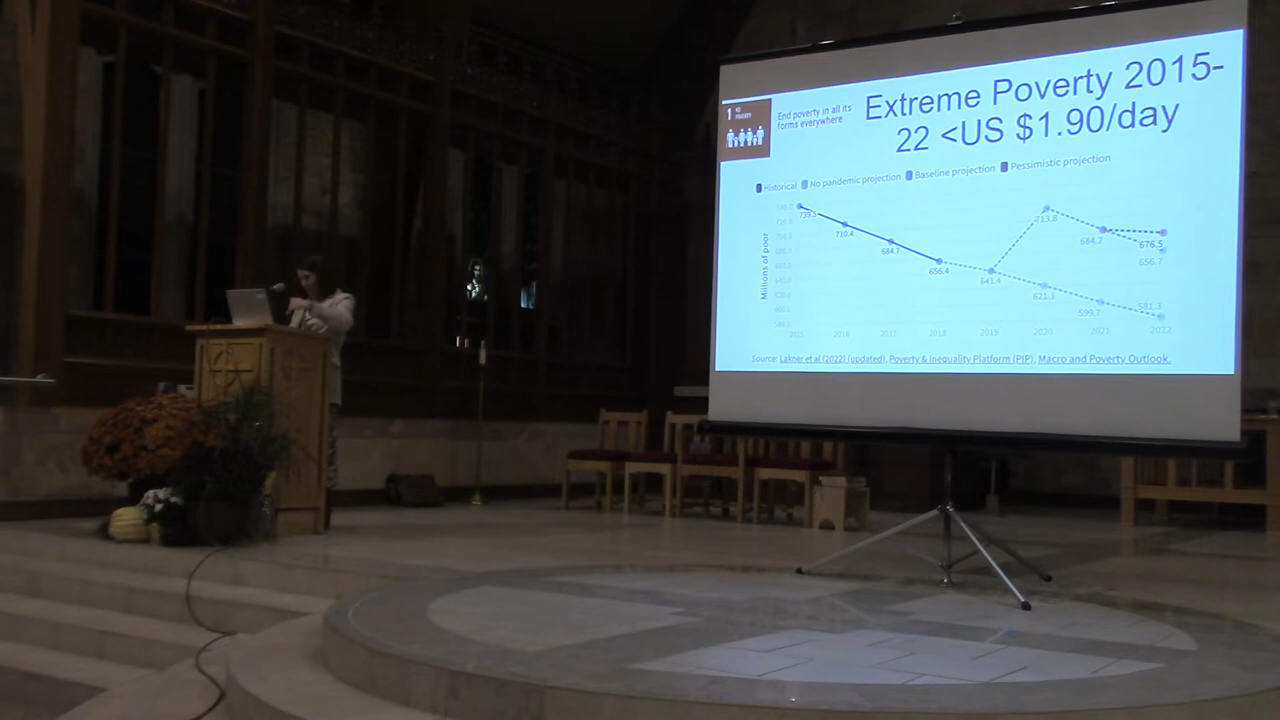 1 NO
POVERTY
End poverty in all its
forms everywhere
Extreme Poverty 2015-
22 <US $1.90/day
Historical No pandemic projection Baseline projection Pessimistic projection
Millions of poor
739.5
710.4
684.7
656.4
641.4
713.8
684.2
676.5
656.7
621.1
599.7
581.3
580.0
2015 2016 2017 2018 2019 2020 2021 2022
Source: Lakner et al (2022) (updated), Poverty & Inequality Platform (PIP), Macro and Poverty Outlook.